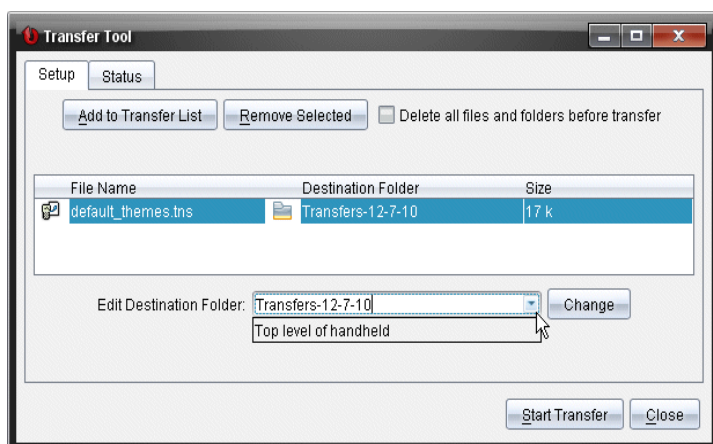 Transfer Tool
Setup Status
Add to Transfer List Remove Selected Delete all files and folders before transfer
File Name Destination Folder Size
default_themes.tns Transfers-12-7-10 17 k
Edit Destination Folder: Transfers-12-7-10 Change
Top level of handheld
Start Transfer Close